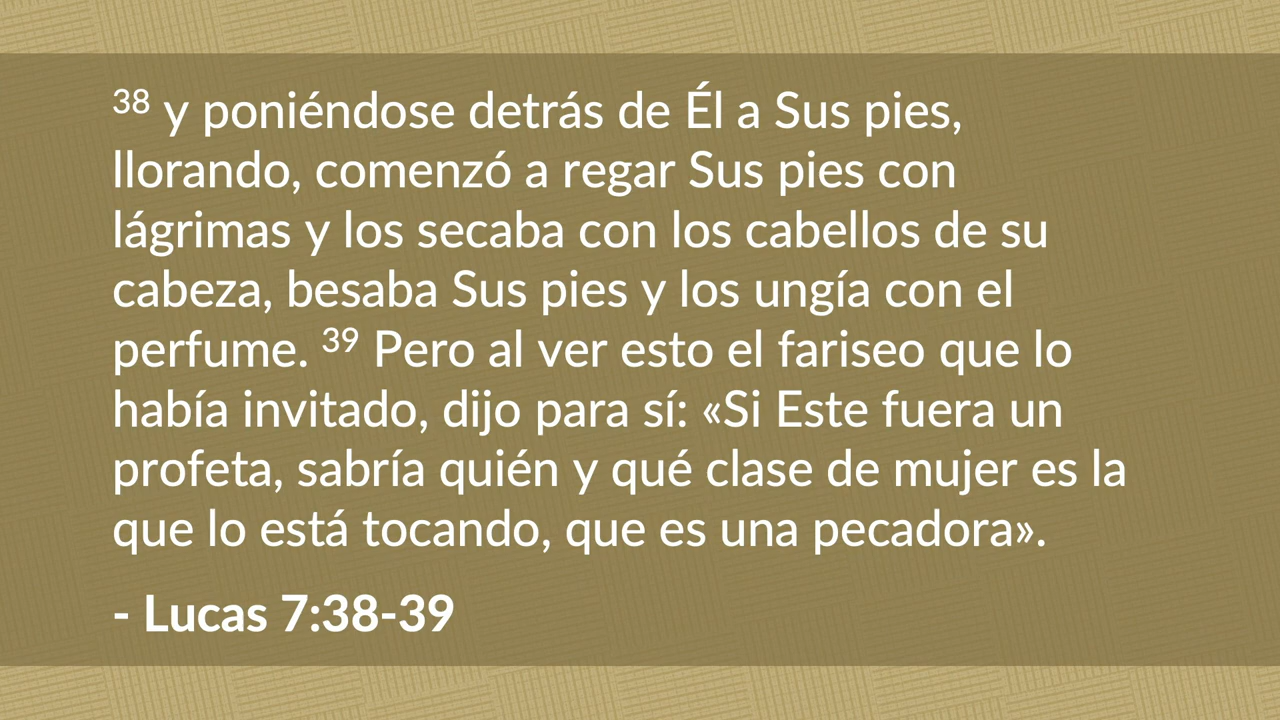 38 y poniéndose detrás de Él a Sus pies,
llorando, comenzó a regar Sus pies con
lágrimas y los secaba con los cabellos de su
cabeza, besaba Sus pies y los ungía con el
perfume. 39 Pero al ver esto el fariseo que lo
había invitado, dijo para sí: «Si Este fuera un
profeta, sabría quién y qué clase de mujer es la
que lo está tocando, que es una pecadora».
- Lucas 7:38-39